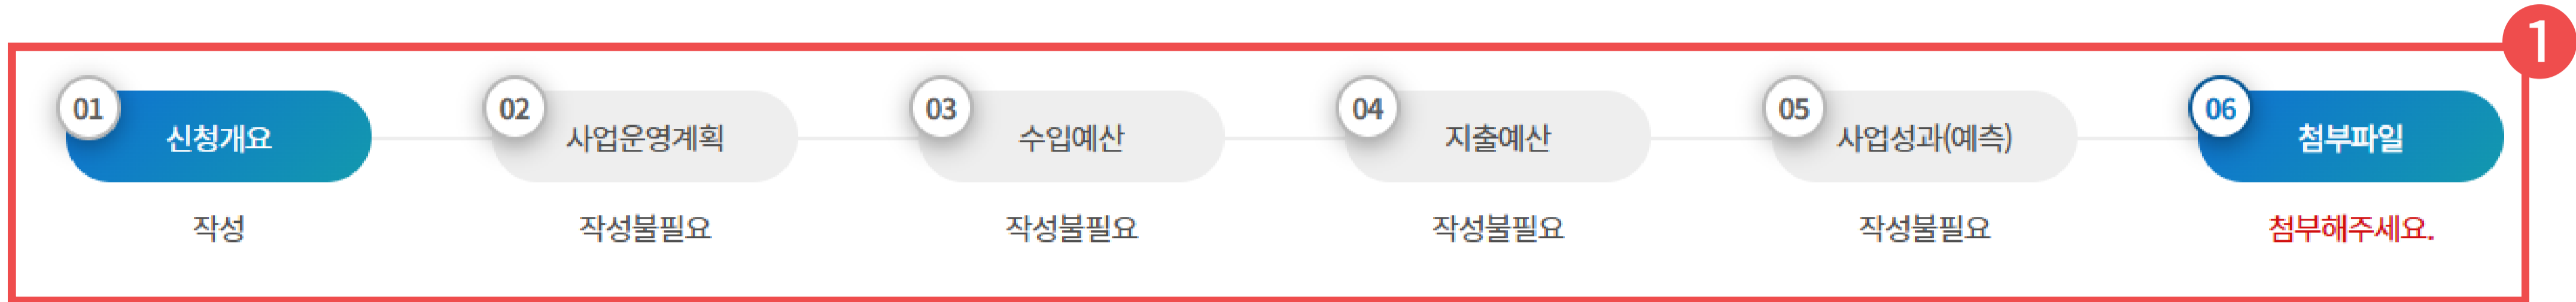 1
01 신청개요 02 사업운영계획 03 수입예산 04 지출예산 05 사업성과(예측) 06 첨부파일
작성 작성불필요 작성불필요 작성불필요 작성불필요 첨부해주세요.